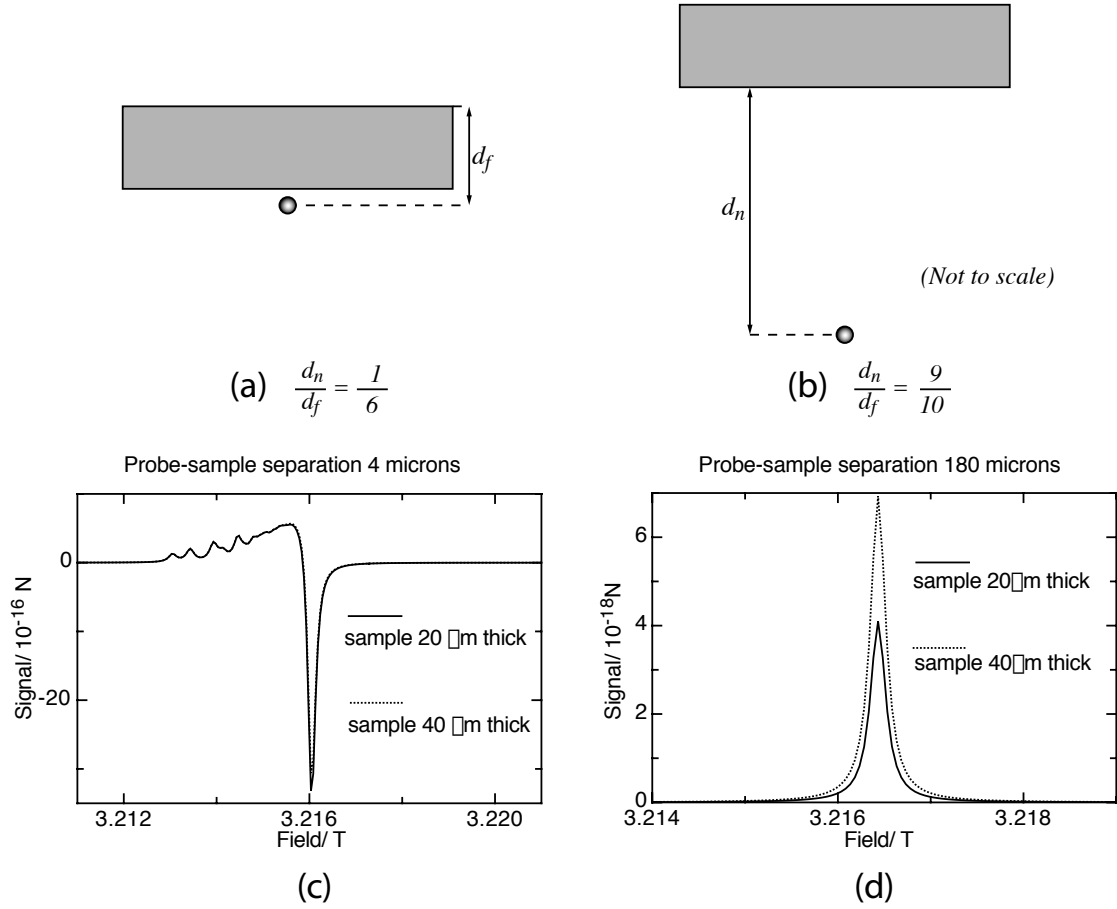 d_f
d_n
(Not to scale)
(a) d_n/d_f = 1/6
(b) d_n/d_f = 9/10
Probe-sample separation 4 microns
0
-20
Signal/ 10^-16 N
sample 20 □m thick
sample 40 □m thick
3.212 3.216 3.220
Field/ T
(c)
Probe-sample separation 180 microns
6
4
2
0
Signal/ 10^-18N
sample 20□m thick
sample 40□m thick
3.214 3.216 3.218
Field/ T
(d)